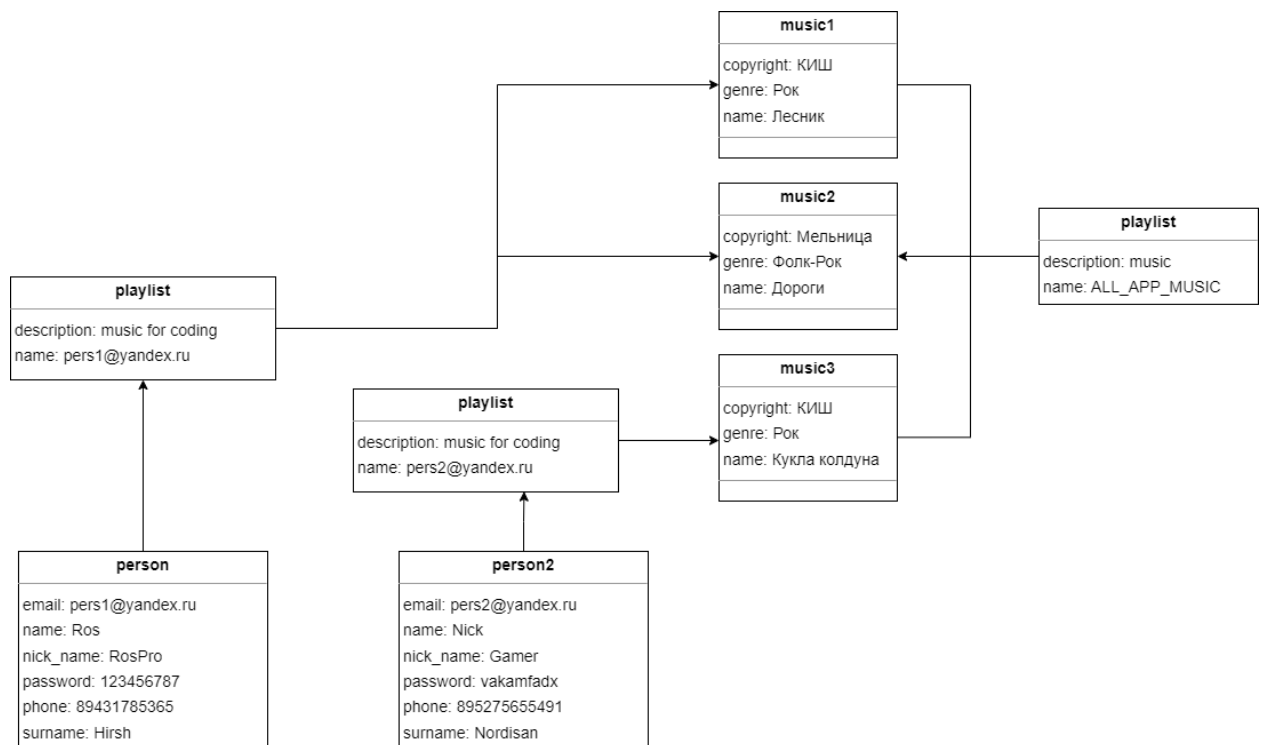 music1
copyright: КИШ
genre: Рок
name: Лесник
music2
copyright: Мельница
genre: Фолк-Рок
name: Дороги
playlist
description: music
name: ALL_APP_MUSIC
playlist
description: music for coding
name: pers1@yandex.ru
music3
copyright: КИШ
genre: Рок
name: Кукла колдуна
playlist
description: music for coding
name: pers2@yandex.ru
person
email: pers1@yandex.ru
name: Ros
nick_name: RosPro
password: 123456787
phone: 89431785365
surname: Hirsh
person2
email: pers2@yandex.ru
name: Nick
nick_name: Gamer
password: vakamfadx
phone: 895275655491
surname: Nordisan